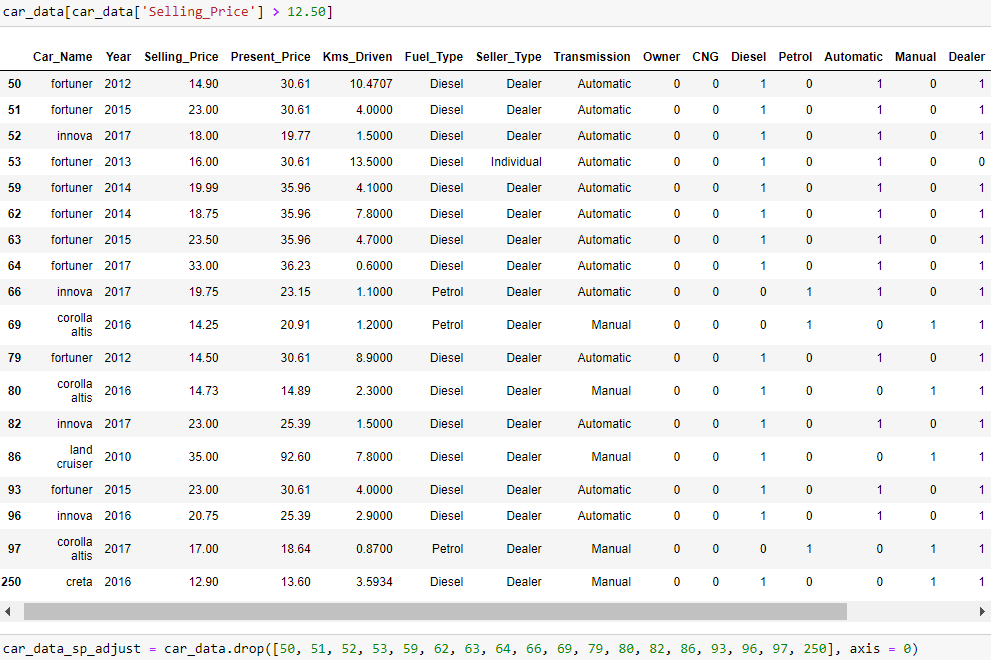 car_data[car_data['Selling_Price'] > 12.50]
Car_Name Year Selling_Price Present_Price Kms_Driven Fuel_Type Seller_Type Transmission Owner CNG Diesel Petrol Automatic Manual Dealer
50 fortuner 2012 14.90 30.61 10.4707 Diesel Dealer Automatic 0 0 1 0 1 0 1
51 fortuner 2015 23.00 30.61 4.0000 Diesel Dealer Automatic 0 0 1 0 1 0 1
52 innova 2017 18.00 19.77 1.5000 Diesel Dealer Automatic 0 0 1 0 1 0 1
53 fortuner 2013 16.00 30.61 13.5000 Diesel Individual Automatic 0 0 1 0 1 0 0
59 fortuner 2014 19.99 35.96 4.1000 Diesel Dealer Automatic 0 0 1 0 1 0 1
62 fortuner 2014 18.75 35.96 7.8000 Diesel Dealer Automatic 0 0 1 0 1 0 1
63 fortuner 2015 23.50 35.96 4.7000 Diesel Dealer Automatic 0 0 1 0 1 0 1
64 fortuner 2017 33.00 36.23 0.6000 Diesel Dealer Automatic 0 0 1 0 1 0 1
66 innova 2017 19.75 23.15 1.1000 Petrol Dealer Automatic 0 0 0 1 1 0 1
corolla
69 altis 2016 14.25 20.91 1.2000 Petrol Dealer Manual 0 0 0 1 0 1 1
79 fortuner 2012 14.50 30.61 8.9000 Diesel Dealer Automatic 0 0 1 0 1 0 1
corolla
80 altis 2016 14.73 14.89 2.3000 Diesel Dealer Manual 0 0 1 0 0 1 1
82 innova 2017 23.00 25.39 1.5000 Diesel Dealer Automatic 0 0 1 0 1 0 1
land
86 cruiser 2010 35.00 92.60 7.8000 Diesel Dealer Manual 0 0 1 0 0 1 1
93 fortuner 2015 23.00 30.61 4.0000 Diesel Dealer Automatic 0 0 1 0 1 0 1
96 innova 2016 20.75 25.39 2.9000 Diesel Dealer Automatic 0 0 1 0 1 0 1
corolla
97 altis 2017 17.00 18.64 0.8700 Petrol Dealer Manual 0 0 0 1 0 1 1
250 creta 2016 12.90 13.60 3.5934 Diesel Dealer Manual 0 0 1 0 0 1 1
car_data_sp_adjust = car_data.drop([50, 51, 52, 53, 59, 62, 63, 64, 66, 69, 79, 80, 82, 86, 93, 96, 97, 250], axis = 0)